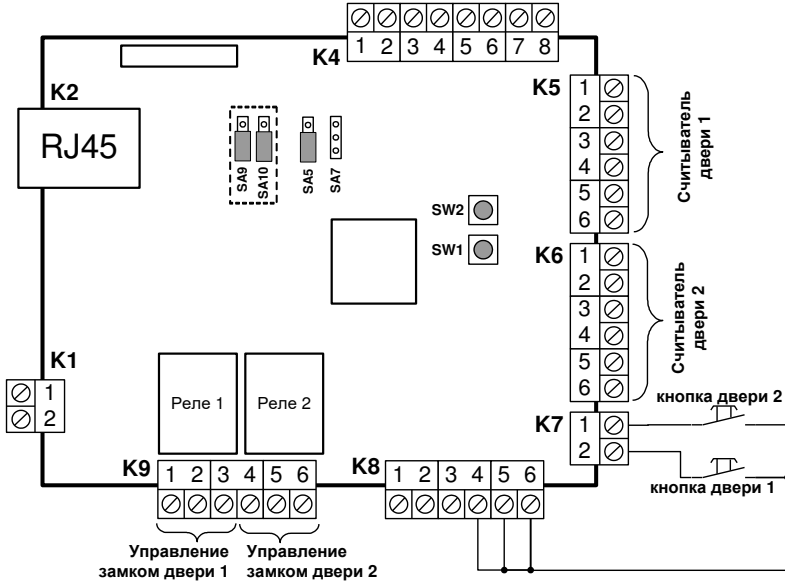 K4
1 2 3 4 5 6 7 8
K2
RJ45
SA9
SA10
SA5
SA7
SW2
SW1
K5
1
2
3
4
5
6
Считыватель
двери 1
K6
1
2
3
4
5
6
Считыватель
двери 2
K1
1
2
Реле 1
Реле 2
K7
1
2
кнопка двери 2
кнопка двери 1
K9
1 2 3 4 5 6
K8
1 2 3 4 5 6
Управление
замком двери 1
Управление
замком двери 2